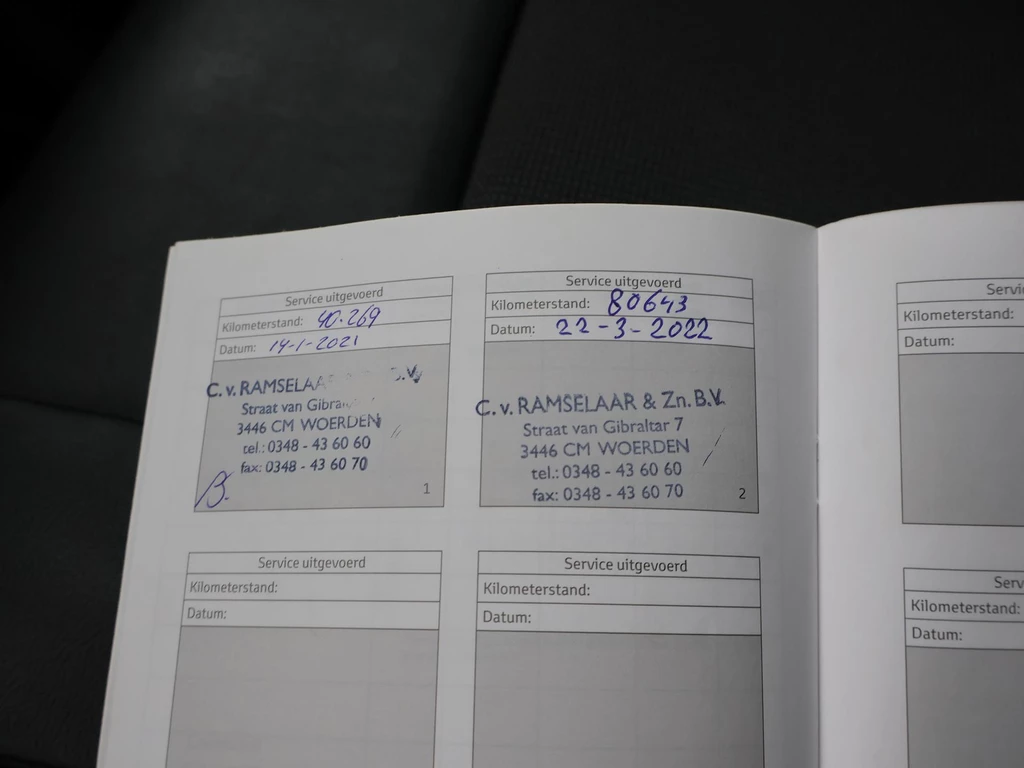 Service uitgevoerd
Kilometerstand: 40.269
Datum: 14-1-2021
C. v. RAMSELAA
Straat van
3446 CM WOERDEN
tel.: 0348 - 43 60 60
fax: 0348 - 43 60 70
B.
1
Service uitgevoerd
Kilometerstand: 80643
Datum: 22-3-2022
C. v. RAMSELAAR & Zn. B.V.
Straat van Gibraltar 7
3446 CM WOERDEN
tel.: 0348 - 43 60 60
fax: 0348 - 43 60 70
2
Kilometerstand:
Datum:
Service uitgevoerd
Kilometerstand:
Datum:
Service uitgevoerd
Kilometerstand:
Datum:
Kilometerstand:
Datum: